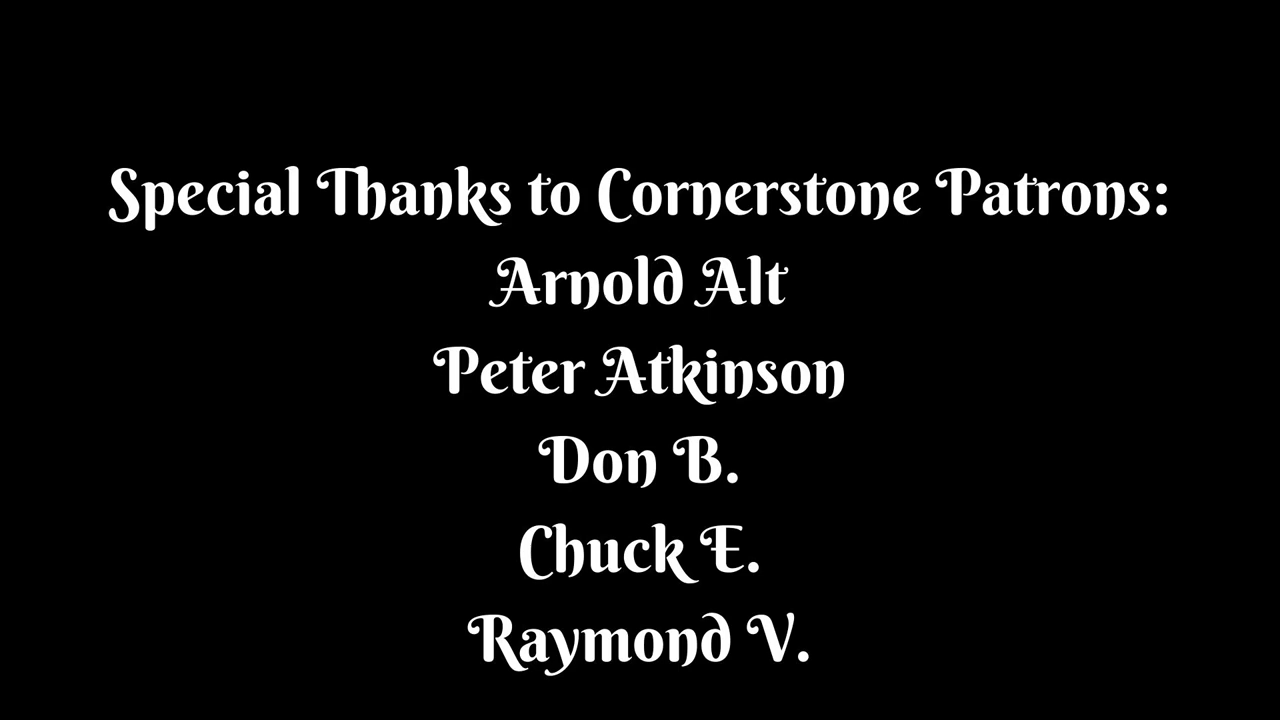 Special Thanks to Cornerstone Patrons:
Arnold Alt
Peter Atkinson
Don B.
Chuck E.
Raymond V.